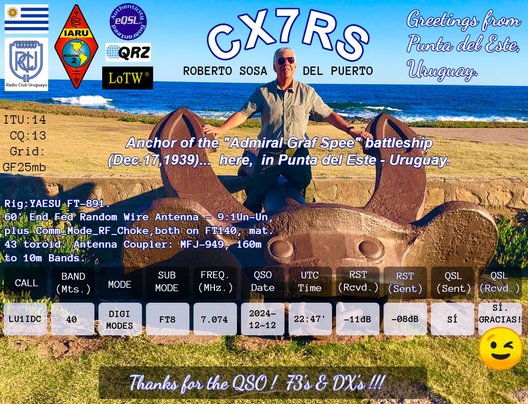 CX7RS
ROBERTO SOSA DEL PUERTO
Greetings from
Punta del Este,
Uruguay.
IARU
Authenticity Guaranteed
eQSL
QRZ
LoTW®
Radio Club Uruguayo
ITU:14
CQ:13
Grid:
GF25mb
Anchor of the "Admiral Graf Spee" battleship
(Dec.17,1939)... here, in Punta del Este - Uruguay.
Rig:YAESU FT-891.
60' End Fed Random Wire Antenna - 9:1Un-Un,
plus Comm_Mode_RF_Choke,both on FT140, mat.
43 toroid. Antenna Coupler: MFJ-949, 160m
to 10m Bands.
CALL BAND (Mts.) MODE SUB MODE FREQ. (MHz.) QSO Date UTC Time RST (Rcvd.) RST (Sent) QSL (Sent) QSL (Rcvd.)
LU1IDC 40 DIGI MODES FT8 7.074 2024-12-12 22:47' -11dB -08dB SÍ SÍ. GRACIAS!
Thanks for the QSO ! 73's & DX's !!!